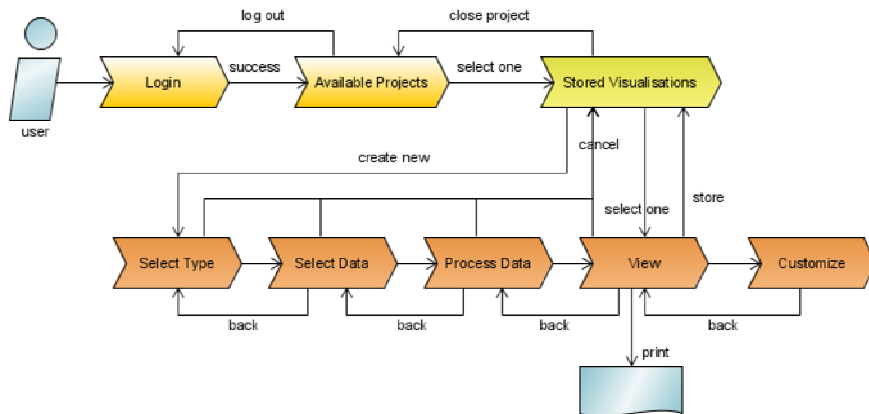 log out
close project
Login
success
Available Projects
select one
Stored Visualisations
user
cancel
create new
select one
store
Select Type
Select Data
Process Data
View
Customize
back
back
back
back
print